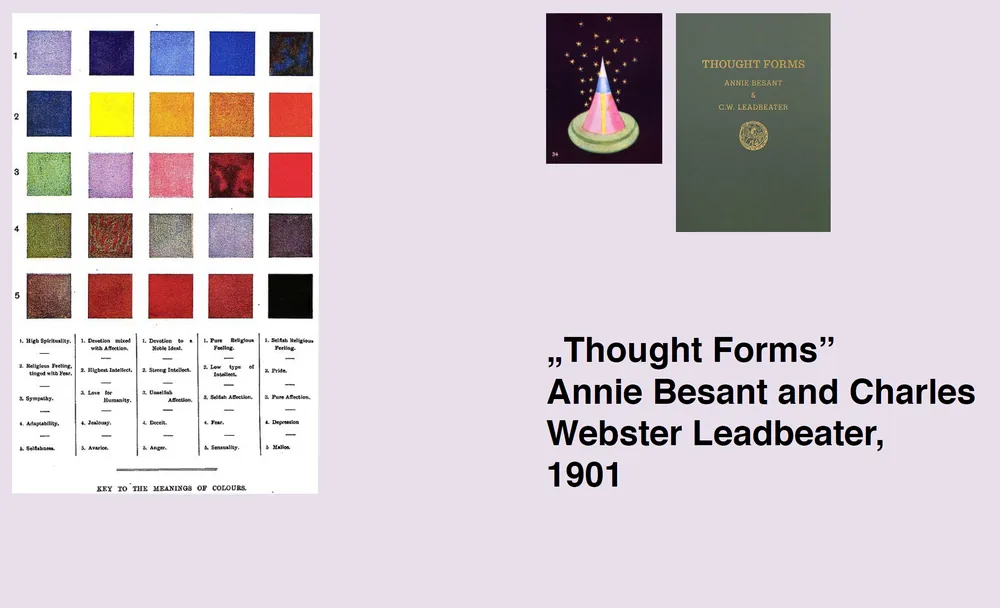 1
2
3
4
5
1. High Spirituality.
2. Religious Feeling,
tinged with Fear.
3. Sympathy.
4. Adaptability.
5. Selfishness.
1. Devotion mixed
with Affection.
2. Highest Intellect.
3. Love for
Humanity.
4. Jealousy.
5. Avarice.
1. Devotion to a
Noble Ideal.
2. Strong Intellect.
3. Unselfish
Affection.
4. Deceit.
5. Anger.
1. Pure Religious
Feeling.
2. Low type of
Intellect.
3. Selfish Affection.
4. Fear.
5. Sensuality.
1. Selfish Religious
Feeling.
2. Pride.
3. Pure Affection.
4. Depression
5 Malice.
KEY TO THE MEANINGS OF COLOURS.
34
THOUGHT FORMS
ANNIE BESANT
&
C.W. LEADBEATER
„Thought Forms”
Annie Besant and Charles
Webster Leadbeater,
1901